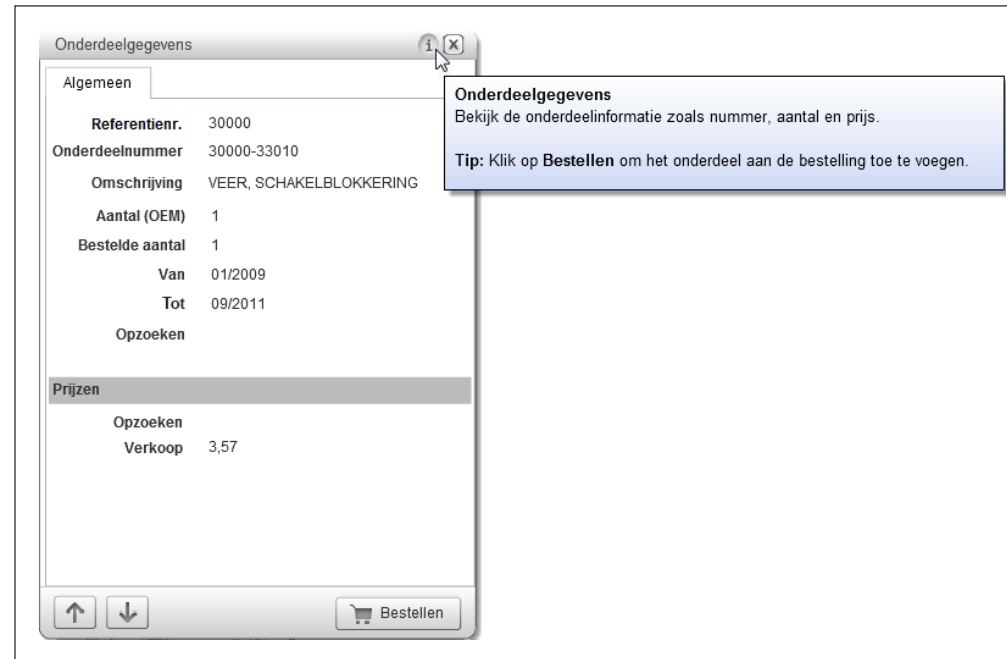 Onderdeelgegevens
Algemeen
Referentienr. 30000
Onderdeelnummer 30000-33010
Omschrijving VEER, SCHAKELBLOKKERING
Aantal (OEM) 1
Bestelde aantal 1
Van 01/2009
Tot 09/2011
Opzoeken
Prijzen
Opzoeken
Verkoop 3,57
Bestellen
Onderdeelgegevens
Bekijk de onderdeelinformatie zoals nummer, aantal en prijs.
Tip: Klik op Bestellen om het onderdeel aan de bestelling toe te voegen.